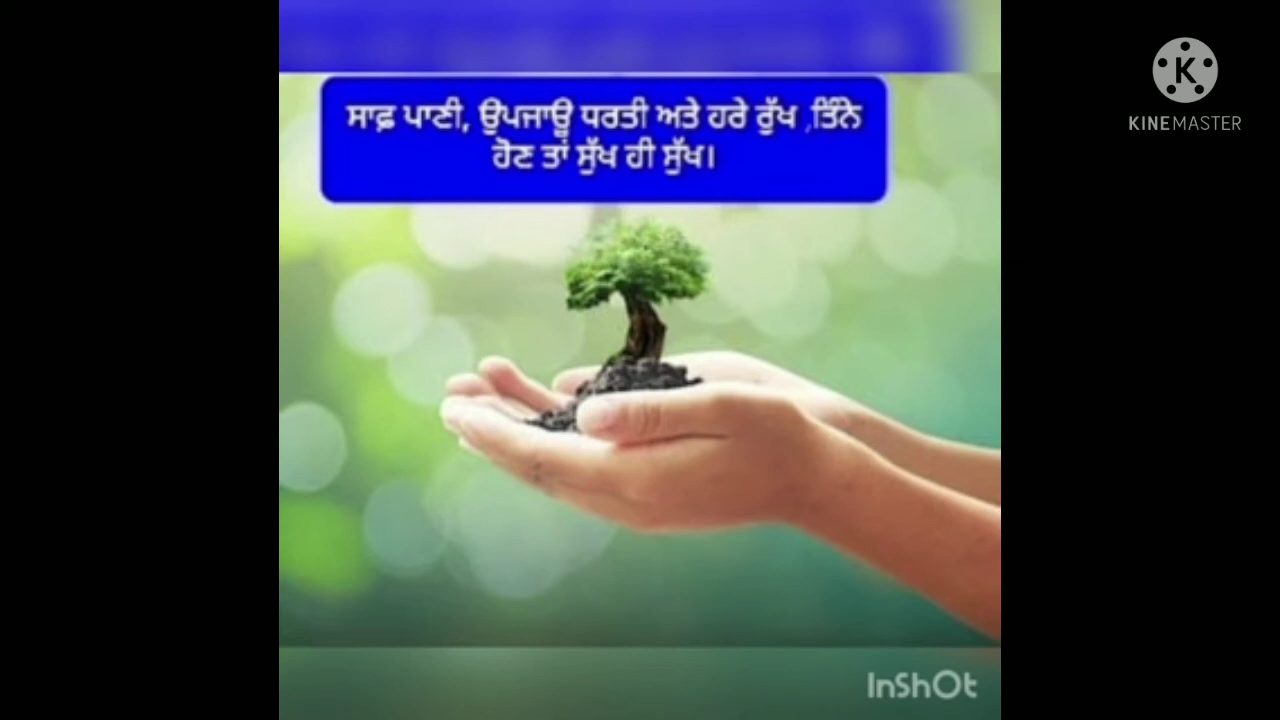 ਸਾਫ਼ ਪਾਣੀ, ਉਪਜਾਊ ਧਰਤੀ ਅਤੇ ਹਰੇ ਰੁੱਖ ,ਤਿੰਨੇ
ਹੋਣ ਤਾਂ ਸੁੱਖ ਹੀ ਸੁੱਖ।
K
KINEMASTER
InShOt